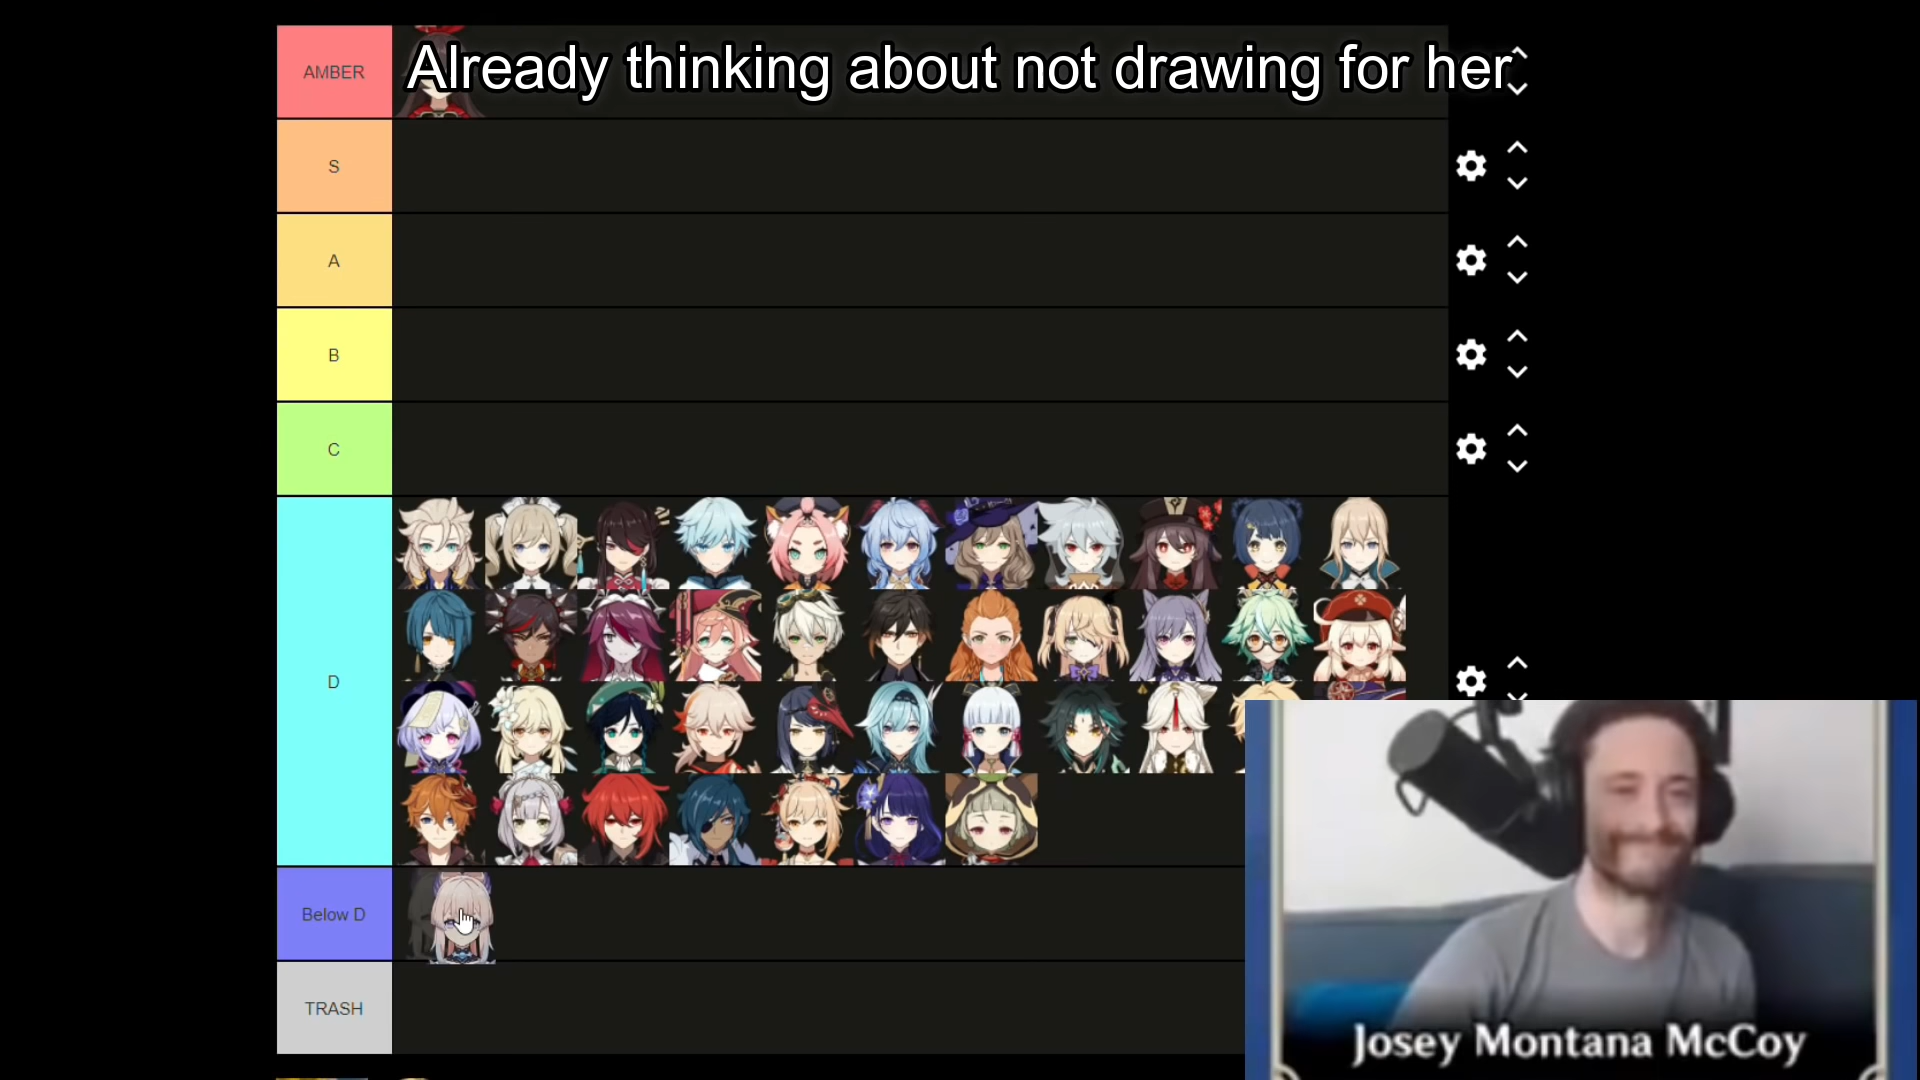 AMBER
Already thinking about not drawing for her
S
A
B
C
D
Below D
TRASH
Josey Montana McCoy